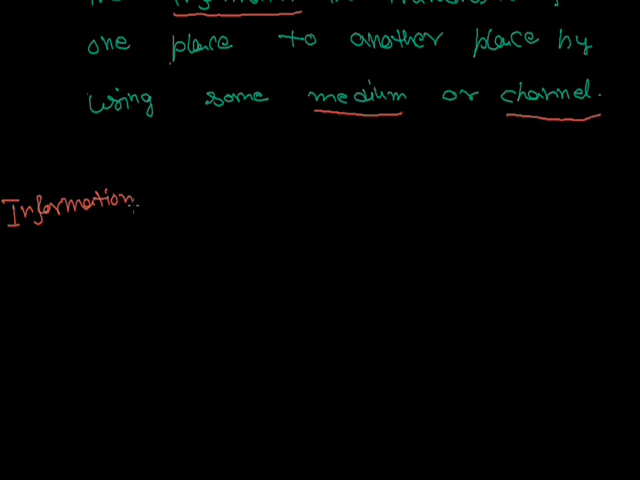 one place to another place by
using some medium or channel.
Information: